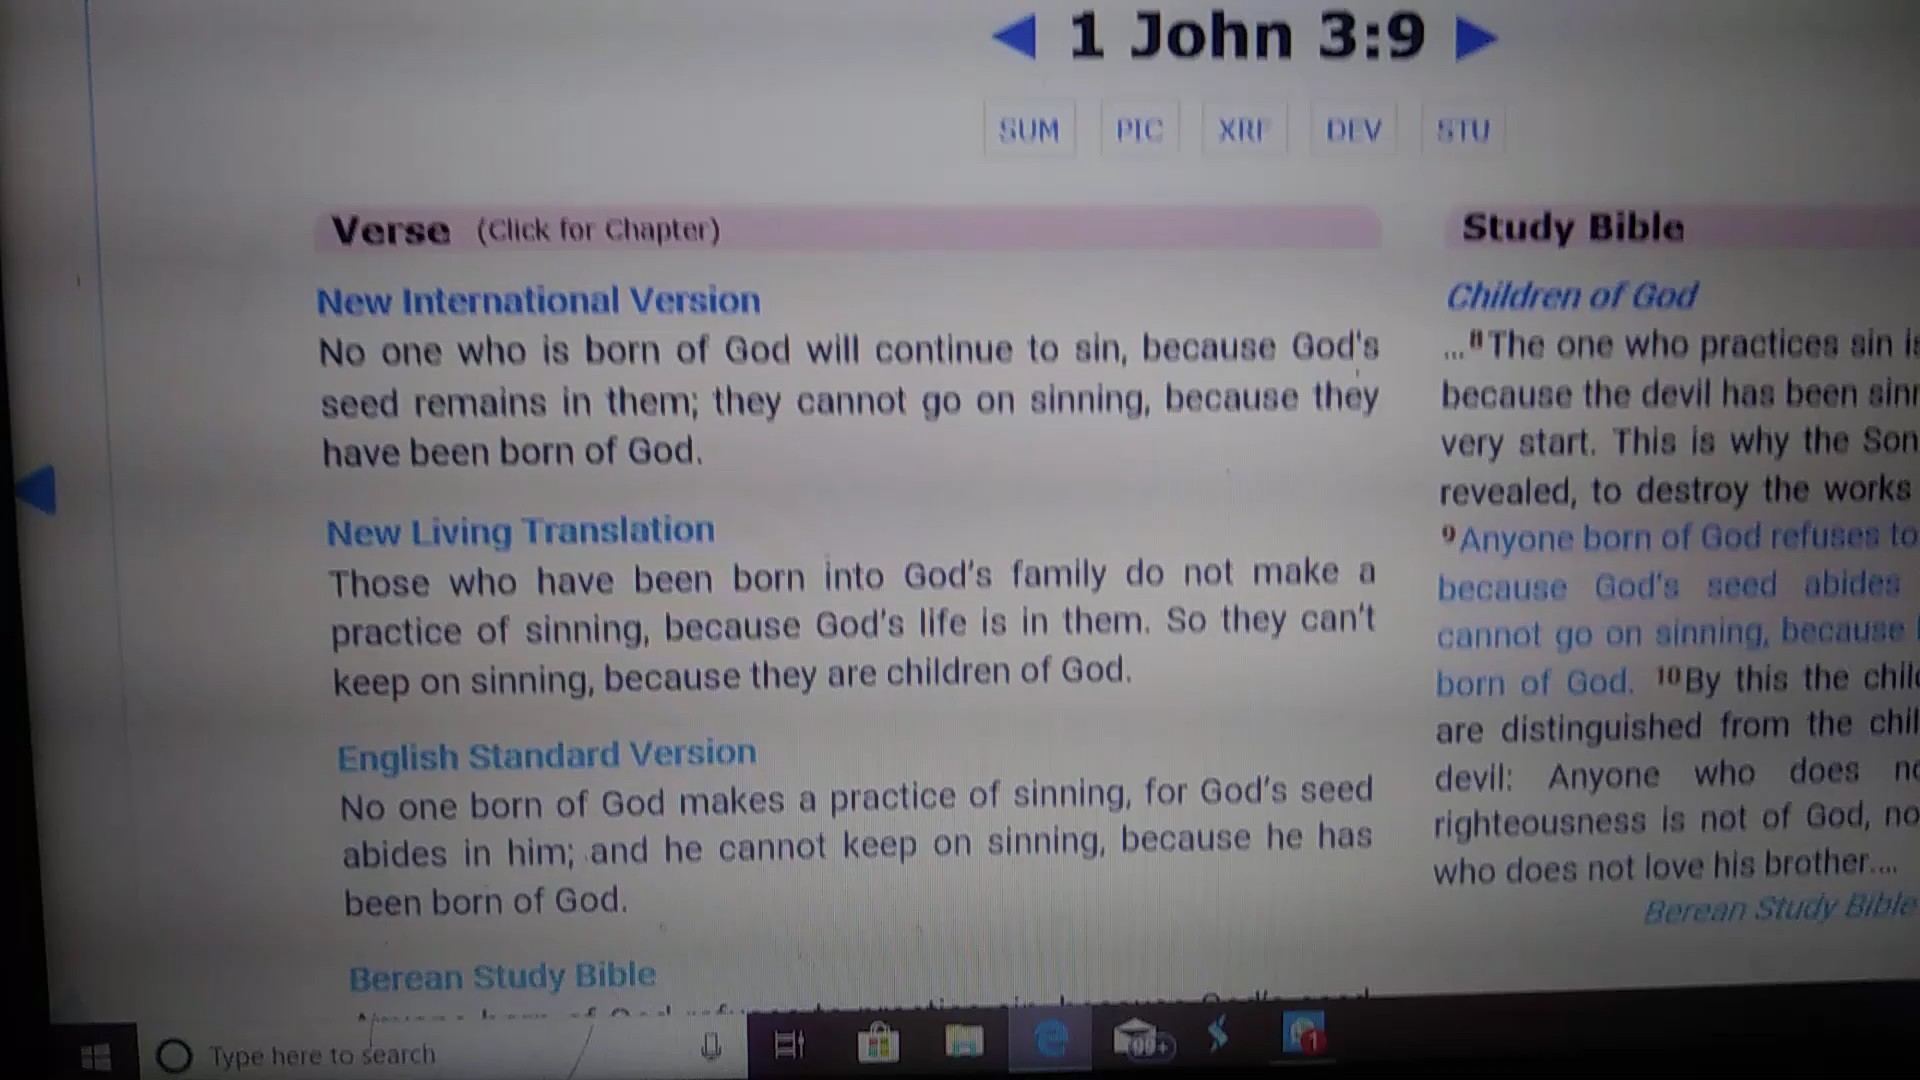 1 John 3:9
SUM PIC XRF DEV STU
Verse (Click for Chapter)
New International Version
No one who is born of God will continue to sin, because God's
seed remains in them; they cannot go on sinning, because they
have been born of God.
New Living Translation
Those who have been born into God's family do not make a
practice of sinning, because God's life is in them. So they can't
keep on sinning, because they are children of God.
English Standard Version
No one born of God makes a practice of sinning, for God's seed
abides in him; and he cannot keep on sinning, because he has
been born of God.
Berean Study Bible
Study Bible
Children of God
...8 The one who practices sin is
because the devil has been
very start. This is why the Son
revealed, to destroy the works
9 Anyone born of God refuses to
because God's seed abides
cannot go on sinning, because
born of God. 10 By this the
are distinguished from the
devil: Anyone who does
righteousness is not of God,
who does not love his brother....
Berean Study Bible
Type here to search
99+
1